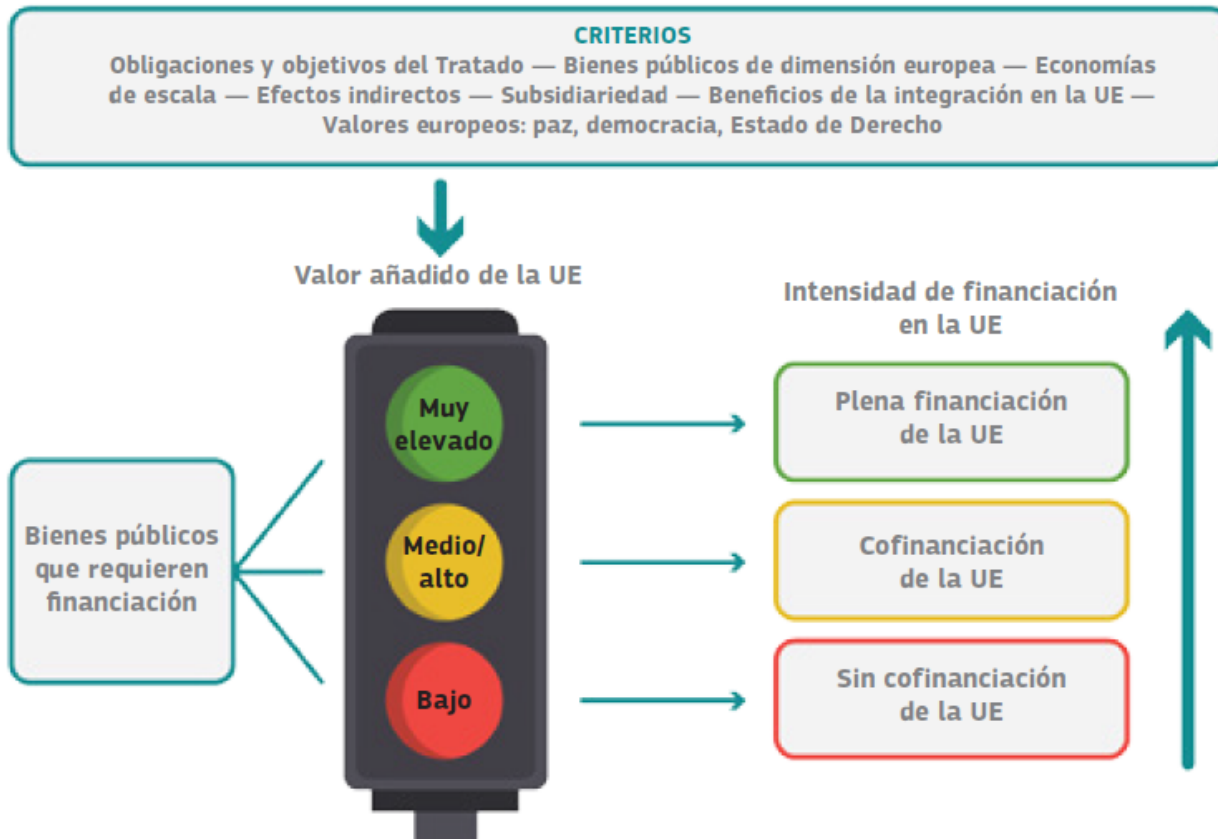 CRITERIOS
Obligaciones y objetivos del Tratado — Bienes públicos de dimensión europea — Economías
de escala — Efectos indirectos — Subsidiariedad — Beneficios de la integración en la UE —
Valores europeos: paz, democracia, Estado de Derecho
Valor añadido de la UE
Intensidad de financiación
en la UE
Bienes públicos
que requieren
financiación
Muy
elevado
Medio/
alto
Bajo
Plena financiación
de la UE
Cofinanciación
de la UE
Sin cofinanciación
de la UE